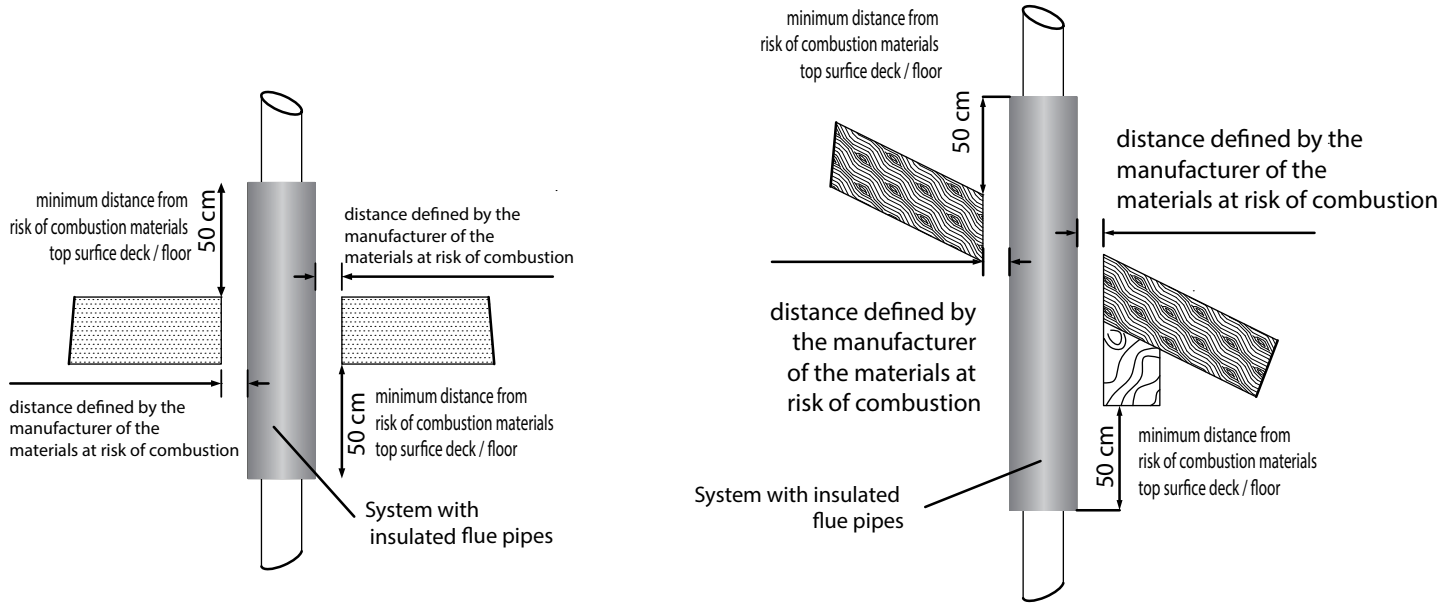 minimum distance from
risk of combustion materials
top surfice deck / floor
50 cm
distance defined by the
manufacturer of the
materials at risk of combustion
distance defined by the
manufacturer of the
materials at risk of combustion
50 cm
minimum distance from
risk of combustion materials
top surfice deck / floor
System with
insulated flue pipes
minimum distance from
risk of combustion materials
top surfice deck / floor
50 cm
distance defined by the
manufacturer of the
materials at risk of combustion
distance defined by
the manufacturer
of the materials at
risk of combustion
50 cm
minimum distance from
risk of combustion materials
top surfice deck / floor
System with insulated
flue pipes